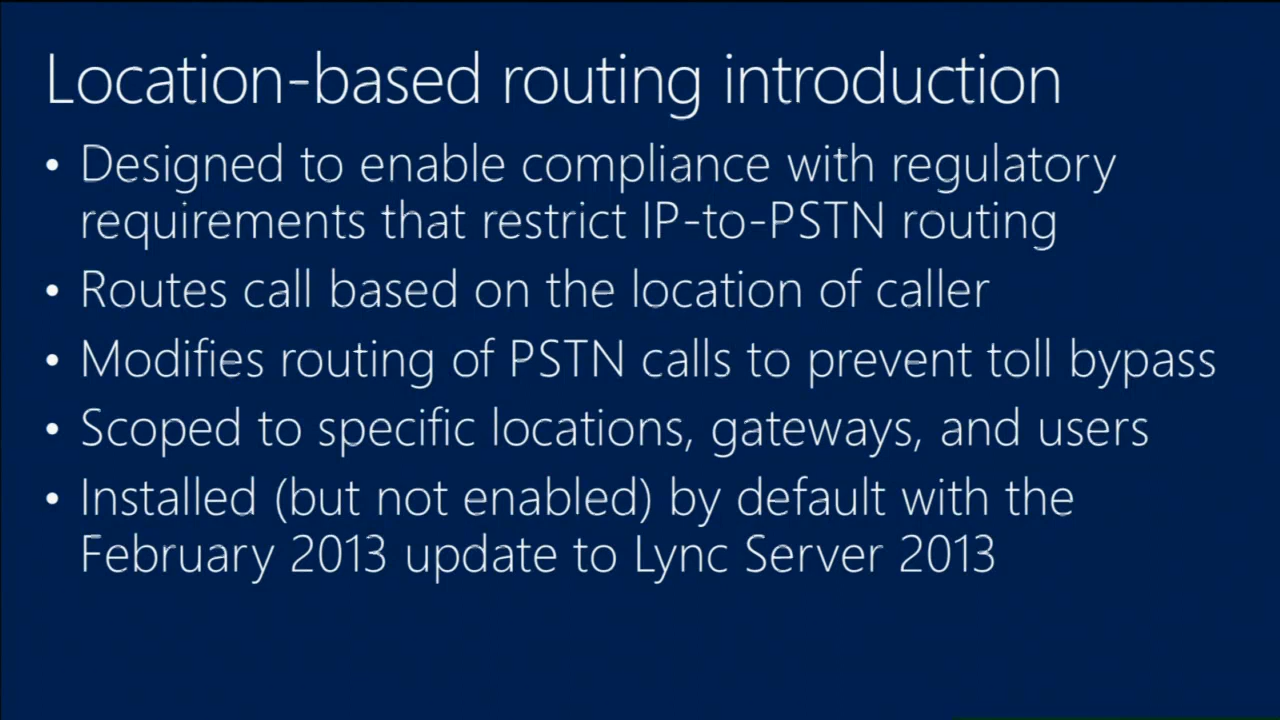 Location-based routing introduction
• Designed to enable compliance with regulatory
requirements that restrict IP-to-PSTN routing
• Routes call based on the location of caller
• Modifies routing of PSTN calls to prevent toll bypass
• Scoped to specific locations, gateways, and users
• Installed (but not enabled) by default with the
February 2013 update to Lync Server 2013